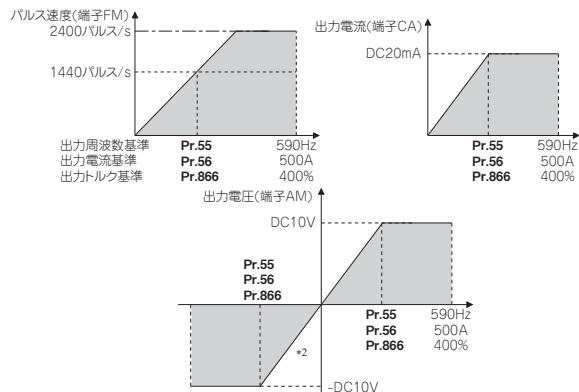 パルス速度(端子FM)
2400パルス/s
1440パルス/s
出力周波数基準 Pr.55 590Hz
出力電流基準 Pr.56 500A
出力トルク基準 Pr.866 400%
出力電流(端子CA)
DC20mA
Pr.55 590Hz
Pr.56 500A
Pr.866 400%
出力電圧(端子AM)
DC10V
Pr.55
Pr.56
Pr.866
Pr.55 590Hz
Pr.56 500A
Pr.866 400%
*2
-DC10V